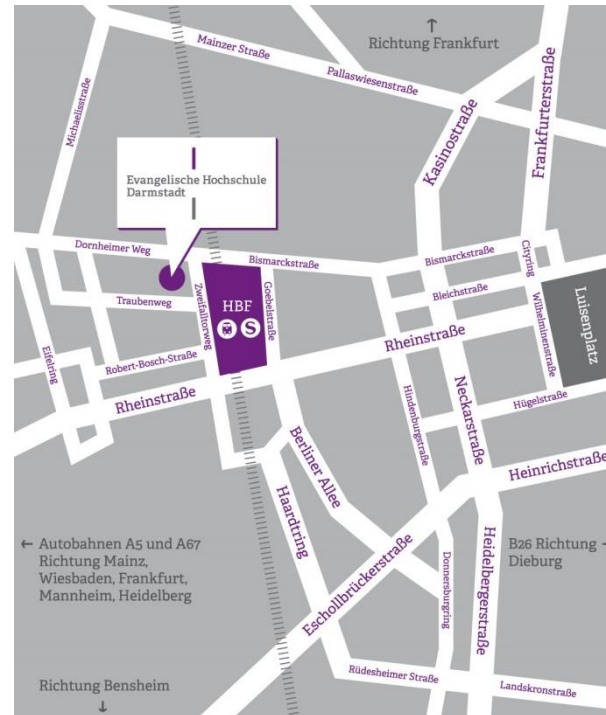 ↑
Richtung Frankfurt
Mainzer Straße
Pallaswiesenstraße
Michaelisstraße
Kasinostraße
Frankfurterstraße
Evangelische Hochschule
Darmstadt
Dornheimer Weg
Bismarckstraße
Bismarckstraße
Cityring
Traubenweg
Zweifalltorweg
HBF
S
Goebelstraße
Bleichstraße
Wilhelminenstraße
Luisenplatz
Eifelring
Robert-Bosch-Straße
Rheinstraße
Rheinstraße
Hindenburgstraße
Neckarstraße
Hügelstraße
Berliner Allee
Haardtring
Heinrichstraße
← Autobahnen A5 und A67
Richtung Mainz,
Wiesbaden, Frankfurt,
Mannheim, Heidelberg
Eschollbrückerstraße
Donnersburgring
Heidelbergerstraße
B26 Richtung
Dieburg
Rüdesheimer Straße
Landskronstraße
Richtung Bensheim
↓